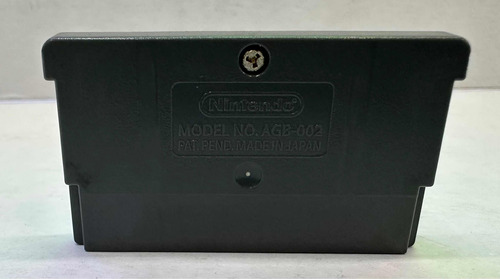 Nintendo®
MODEL NO. AGB-002
PAT. PEND. MADE IN JAPAN